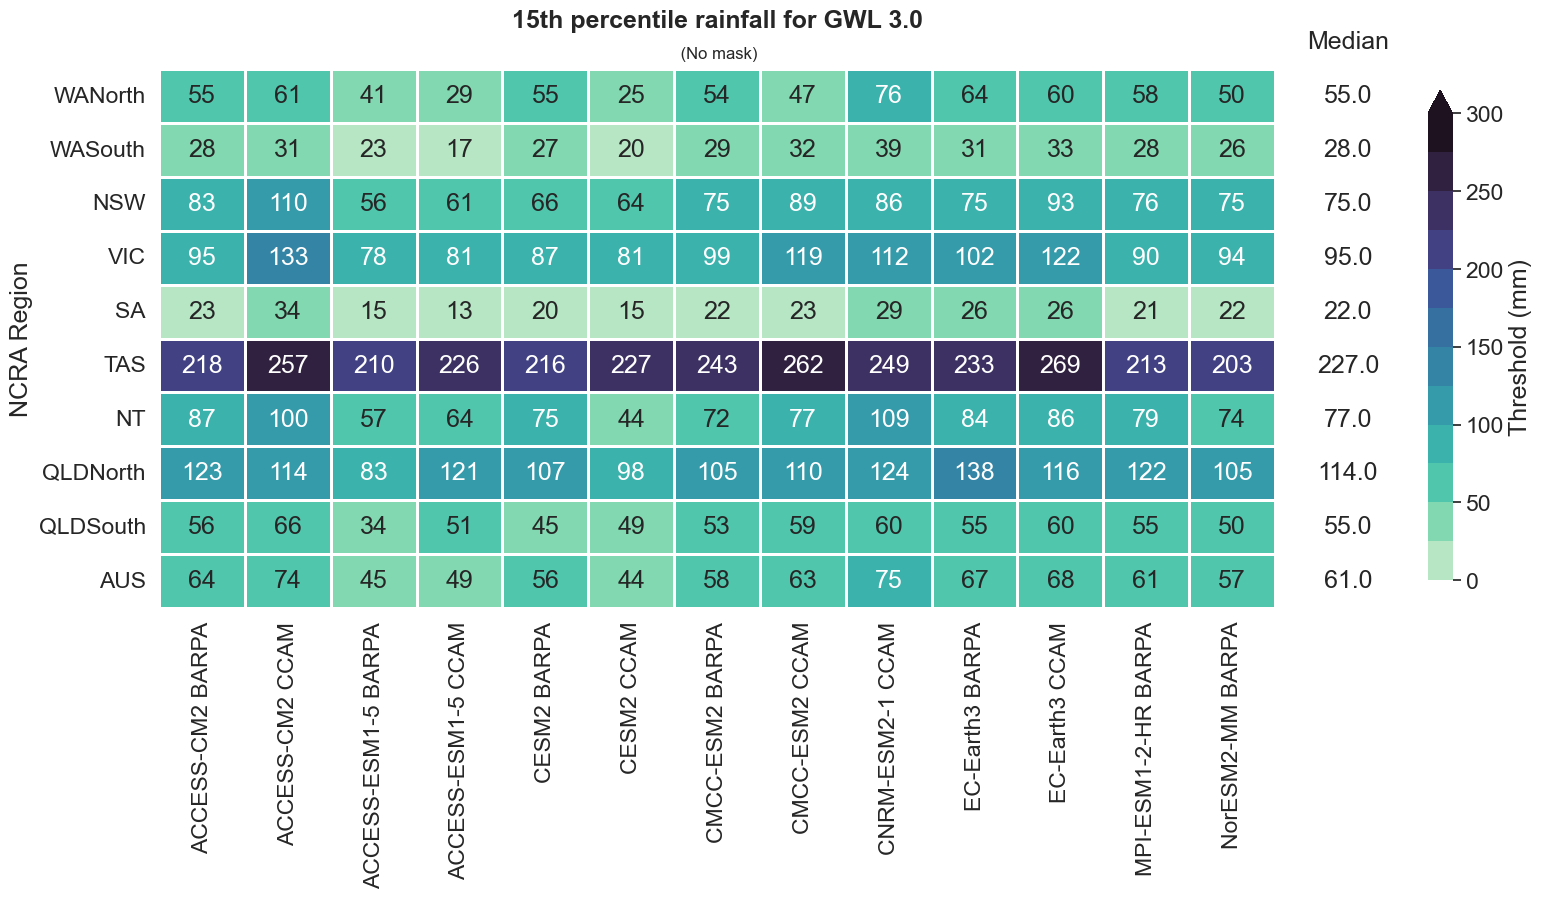 15th percentile rainfall for GWL 3.0
(No mask)
Median
WANorth 55 61 41 29 55 25 54 47 76 64 60 58 50 55.0
WASouth 28 31 23 17 27 20 29 32 39 31 33 28 26 28.0
NSW 83 110 56 61 66 64 75 89 86 75 93 76 75 75.0
VIC 95 133 78 81 87 81 99 119 112 102 122 90 94 95.0
SA 23 34 15 13 20 15 22 23 29 26 26 21 22 22.0
TAS 218 257 210 226 216 227 243 262 249 233 269 213 203 227.0
NT 87 100 57 64 75 44 72 77 109 84 86 79 74 77.0
QLDNorth 123 114 83 121 107 98 105 110 124 138 116 122 105 114.0
QLDSouth 56 66 34 51 45 49 53 59 60 55 60 55 50 55.0
AUS 64 74 45 49 56 44 58 63 75 67 68 61 57 61.0
NCRA Region
ACCESS-CM2 BARPA
ACCESS-CM2 CCAM
ACCESS-ESM1-5 BARPA
ACCESS-ESM1-5 CCAM
CESM2 BARPA
CESM2 CCAM
CMCC-ESM2 BARPA
CMCC-ESM2 CCAM
CNRM-ESM2-1 CCAM
EC-Earth3 BARPA
EC-Earth3 CCAM
MPI-ESM1-2-HR BARPA
NorESM2-MM BARPA
300
250
200
150
100
50
0
Threshold (mm)